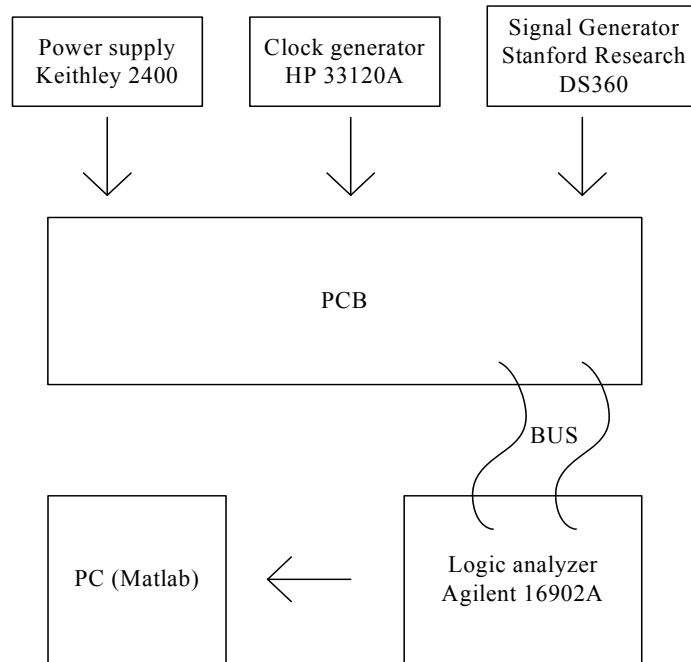 Power supply
Keithley 2400
Clock generator
HP 33120A
Signal Generator
Stanford Research
DS360
PCB
BUS
PC (Matlab)
Logic analyzer
Agilent 16902A